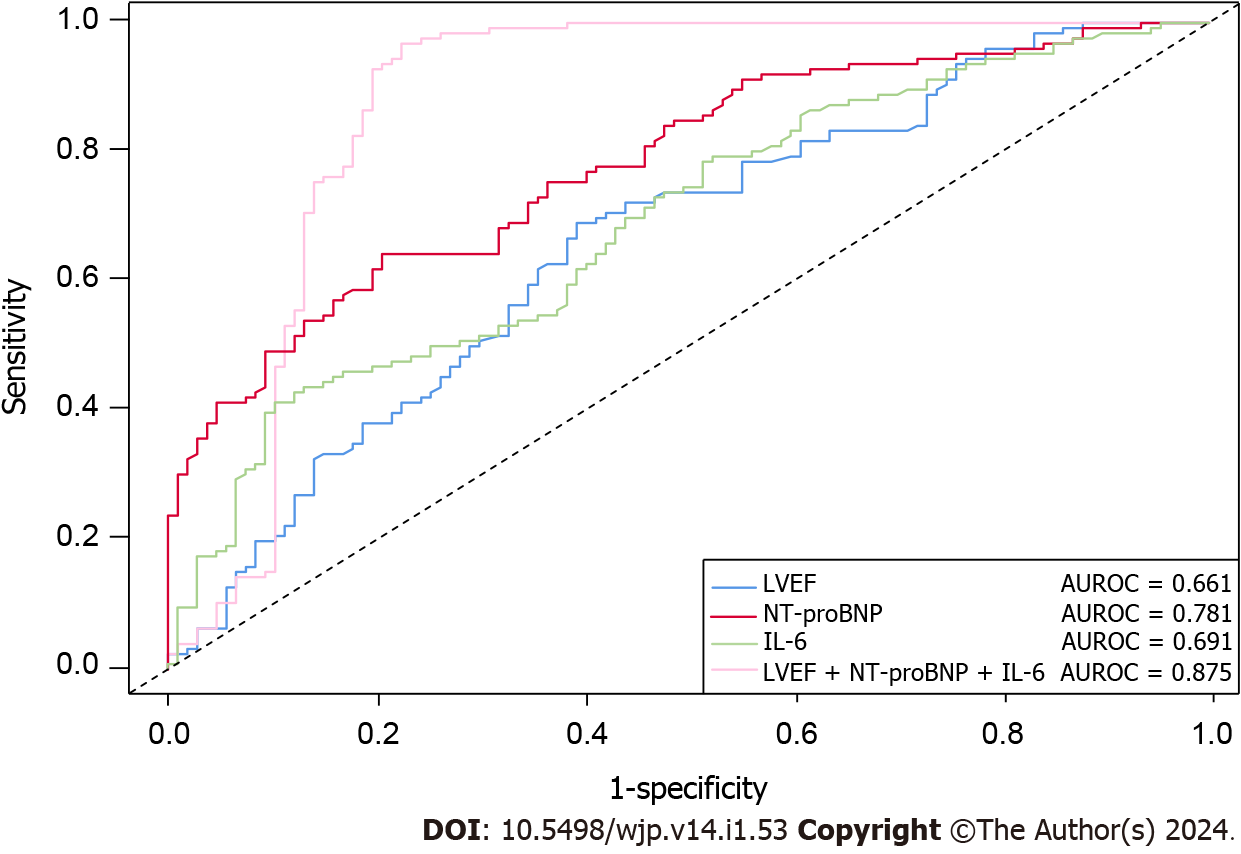 1.0
0.8
0.6
0.4
0.2
0.0
Sensitivity
LVEF AUROC = 0.661
NT-proBNP AUROC = 0.781
IL-6 AUROC = 0.691
LVEF + NT-proBNP + IL-6 AUROC = 0.875
0.0 0.2 0.4 0.6 0.8 1.0
1-specificity
DOI: 10.5498/wjp.v14.i1.53 Copyright ©The Author(s) 2024.